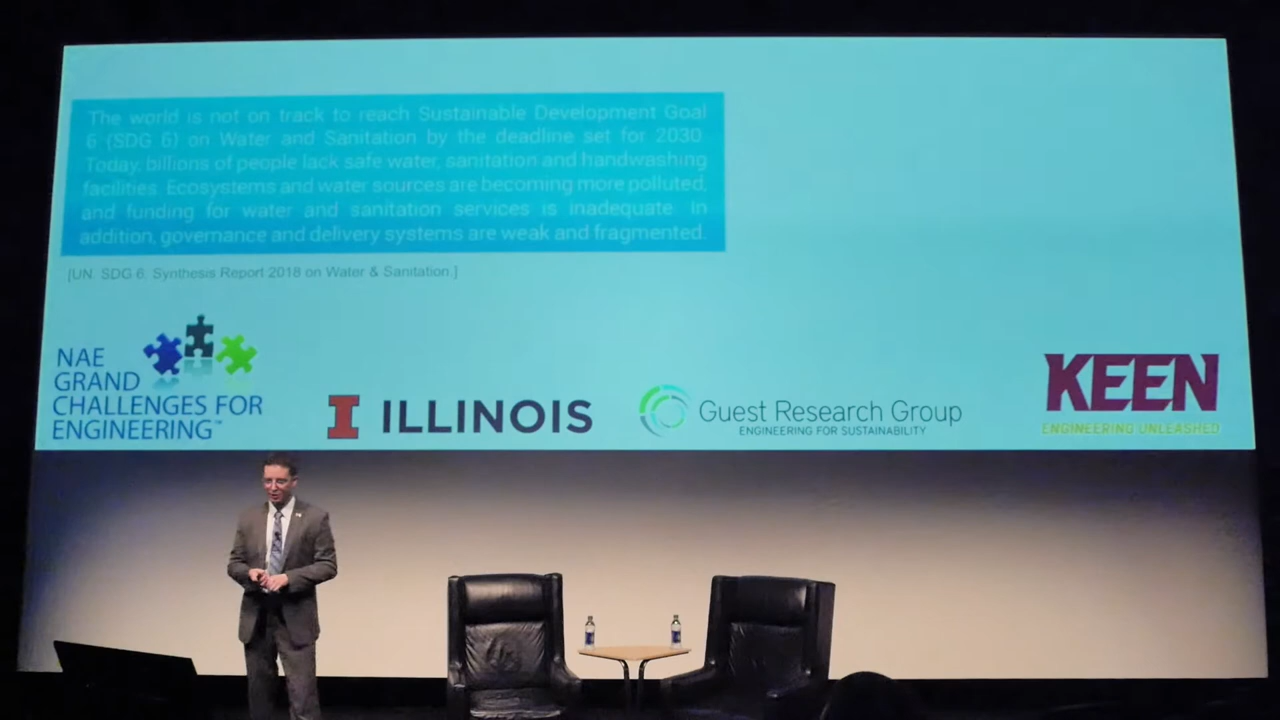 The world is not on track to reach Sustainable Development Goal
6 (SDG 6) on Water and Sanitation by the deadline set for 2030.
Today, billions of people lack safe water, sanitation and handwashing
facilities. Ecosystems and water sources are becoming more polluted,
and funding for water and sanitation services is inadequate. In
addition, governance and delivery systems are weak and fragmented.
[UN. SDG 6. Synthesis Report 2018 on Water & Sanitation.]
NAE
GRAND
CHALLENGES FOR
ENGINEERING™
I ILLINOIS
Guest Research Group
ENGINEERING FOR SUSTAINABILITY
KEEN
ENGINEERING UNLEASHED